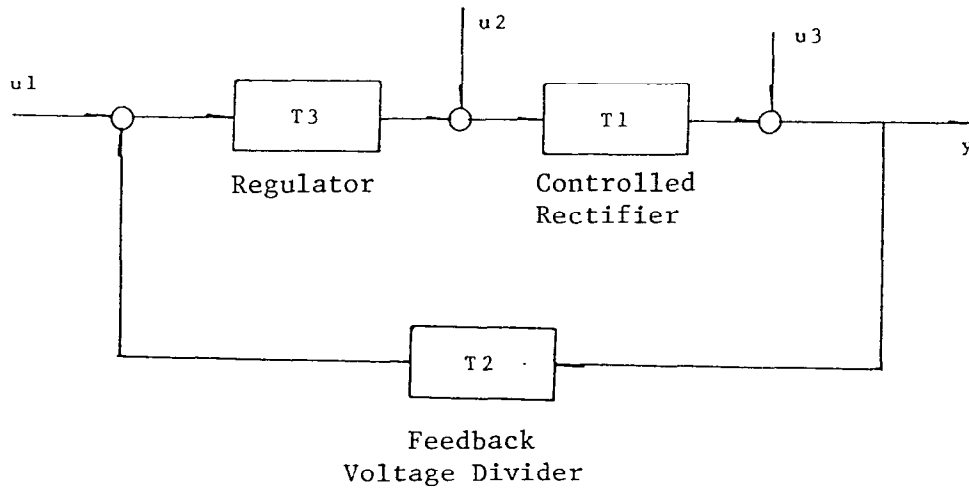 u2
u3
u1
T3
T1
y
Regulator
Controlled
Rectifier
T2
Feedback
Voltage Divider